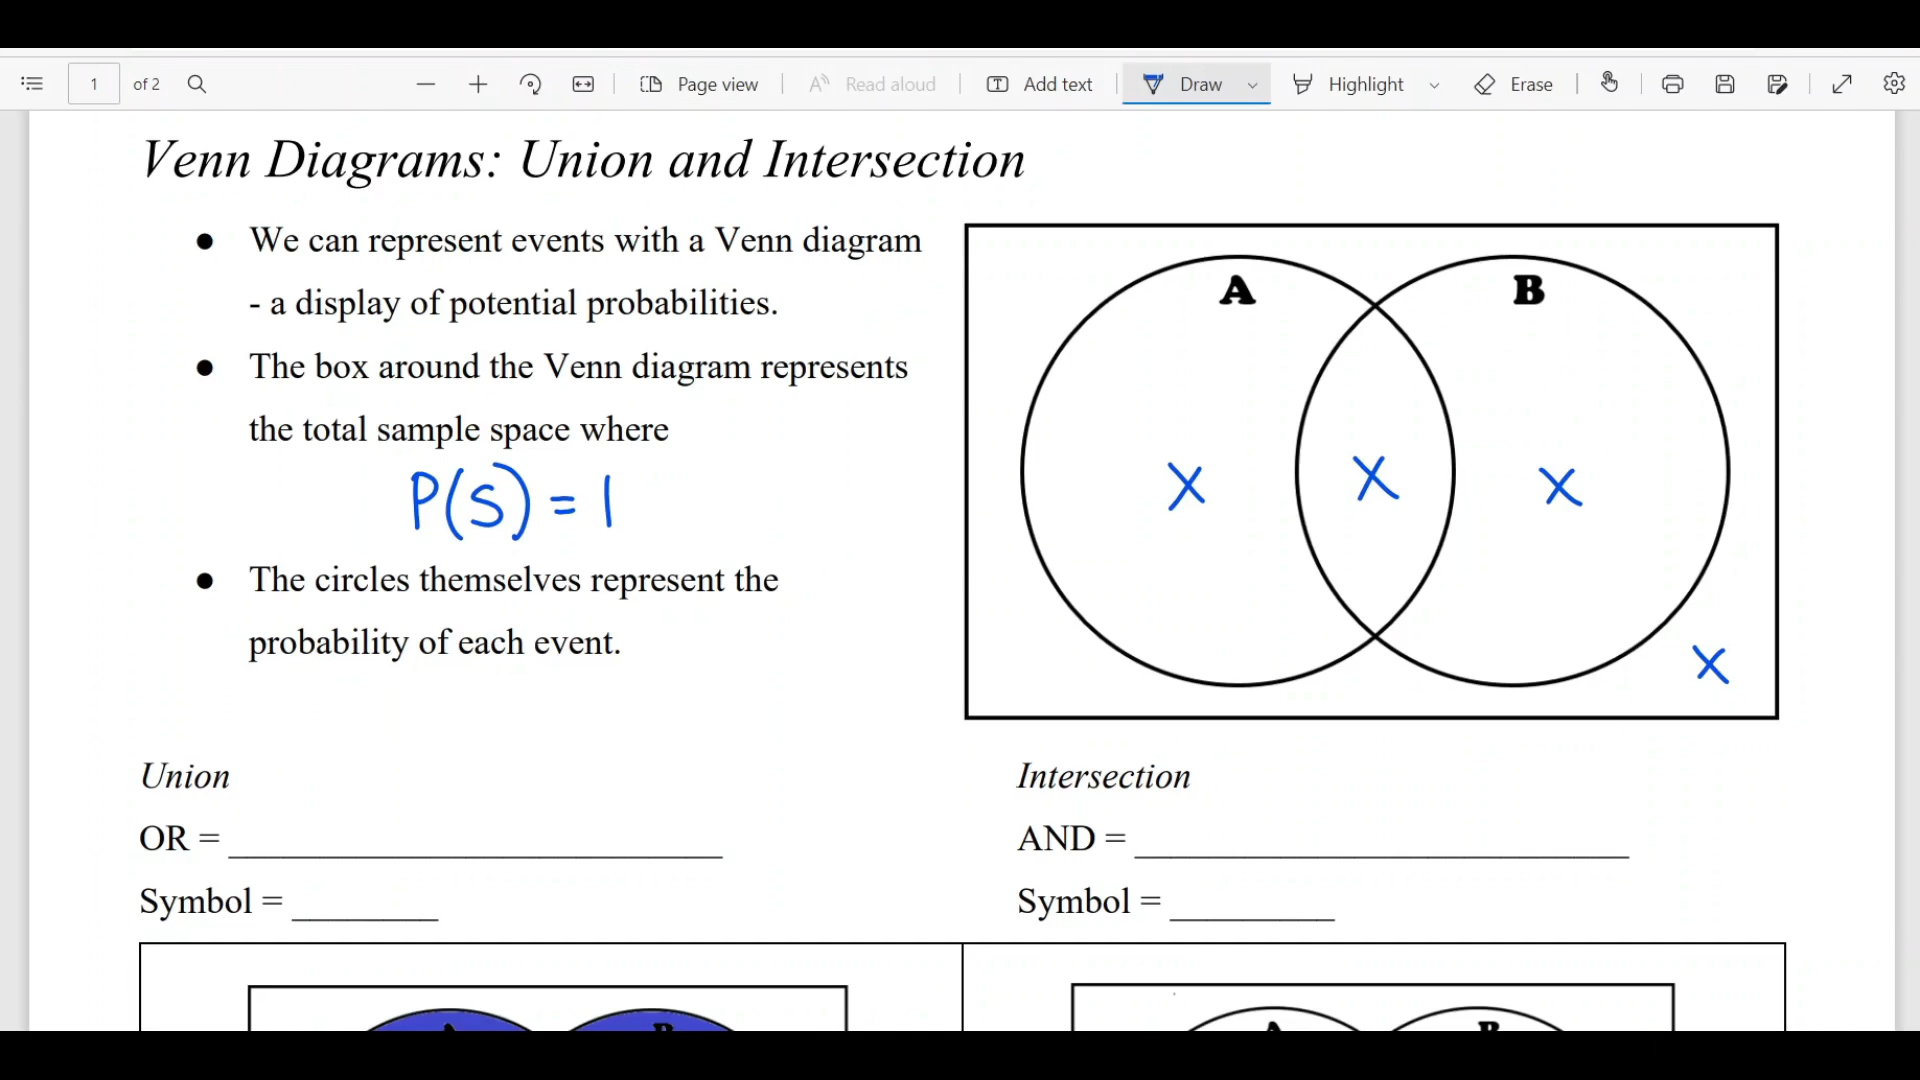 1 of 2 Page view Read aloud Add text Draw Highlight Erase
Venn Diagrams: Union and Intersection
● We can represent events with a Venn diagram
- a display of potential probabilities.
● The box around the Venn diagram represents
the total sample space where
P(S) = 1
● The circles themselves represent the
probability of each event.
A B
X X X
X
Union
OR = ___________________________
Symbol = ________
Intersection
AND = ___________________________
Symbol = _________
A B
A B